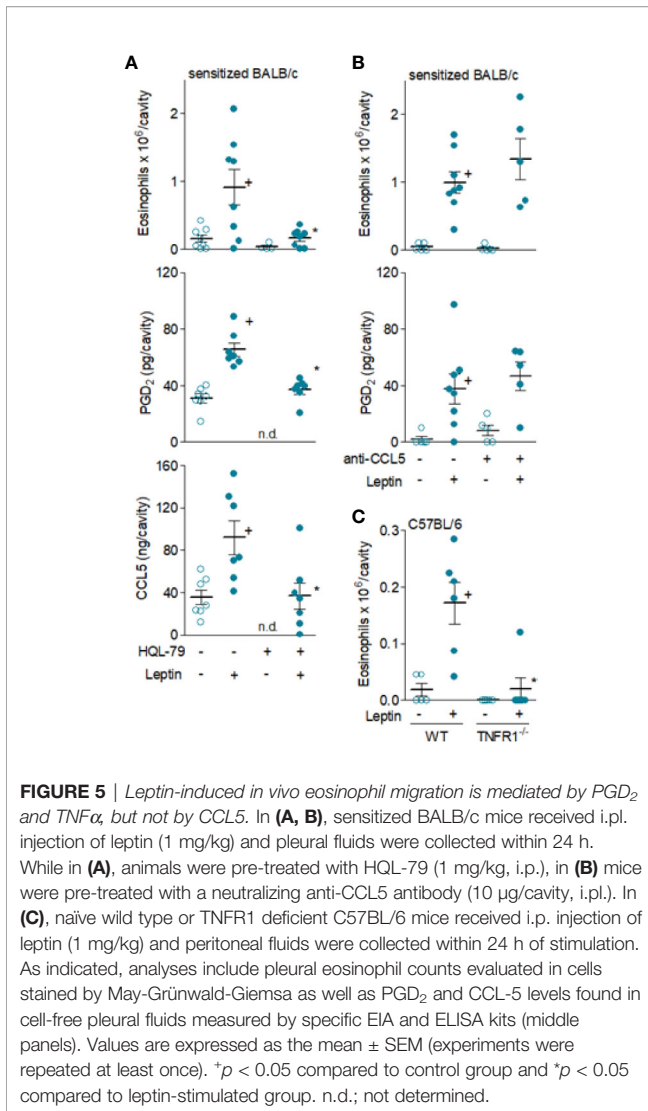 A
sensitized BALB/c
Eosinophils x 10⁶/cavity
2
1
0
+
*
PGD₂ (pg/cavity)
120
80
40
0
+
*
n.d.
CCL5 (ng/cavity)
160
120
80
40
0
+
*
n.d.
HQL-79 - - + +
Leptin - + - +
B
sensitized BALB/c
Eosinophils x 10⁶/cavity
2
1
0
+
PGD₂ (pg/cavity)
120
80
40
0
+
anti-CCL5 - - + +
Leptin - + - +
C
C57BL/6
Eosinophils x 10⁶/cavity
0.3
0.2
0.1
0.0
+
*
Leptin - + - +
WT TNFR1⁻/⁻
FIGURE 5 | Leptin-induced in vivo eosinophil migration is mediated by PGD₂
and TNFα, but not by CCL5. In (A, B), sensitized BALB/c mice received i.pl.
injection of leptin (1 mg/kg) and pleural fluids were collected within 24 h.
While in (A), animals were pre-treated with HQL-79 (1 mg/kg, i.p.), in (B) mice
were pre-treated with a neutralizing anti-CCL5 antibody (10 µg/cavity, i.pl.). In
(C), naïve wild type or TNFR1 deficient C57BL/6 mice received i.p. injection of
leptin (1 mg/kg) and peritoneal fluids were collected within 24 h of stimulation.
As indicated, analyses include pleural eosinophil counts evaluated in cells
stained by May-Grünwald-Giemsa as well as PGD₂ and CCL-5 levels found in
cell-free pleural fluids measured by specific EIA and ELISA kits (middle
panels). Values are expressed as the mean ± SEM (experiments were
repeated at least once). ⁺p < 0.05 compared to control group and *p < 0.05
compared to leptin-stimulated group. n.d.; not determined.